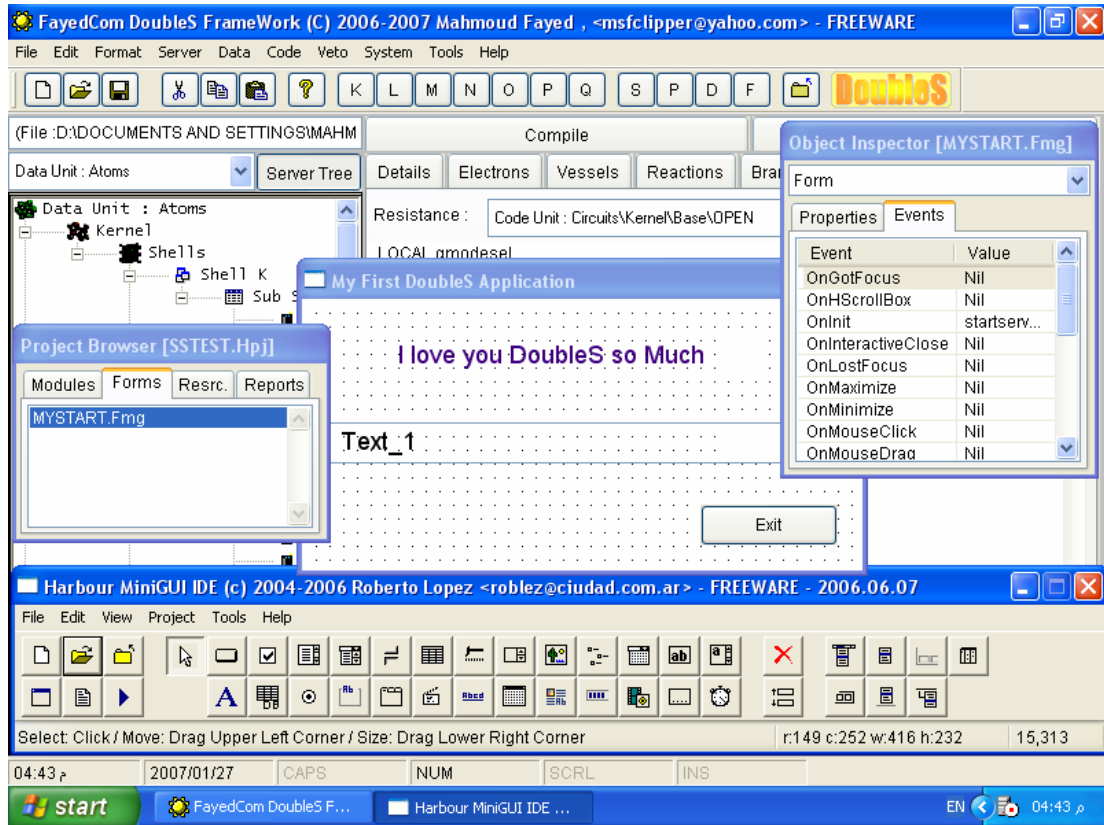 FayedCom DoubleS FrameWork (C) 2006-2007 Mahmoud Fayed , <msfclipper@yahoo.com> - FREEWARE
File Edit Format Server Data Code Veto System Tools Help
K L M N O P Q S P D F DoubleS
(File :D:\DOCUMENTS AND SETTINGS\MAHM
Compile
Data Unit : Atoms
Server Tree
Details Electrons Vessels Reactions Bra
Data Unit : Atoms
Kernel
Shells
Shell K
Sub S
Resistance : Code Unit : Circuits\Kernel\Base\OPEN
LOCAL gmodesel
Object Inspector [MYSTART.Fmg]
Form
Properties Events
Event Value
OnGotFocus Nil
OnHScrollBox Nil
OnInit startserv...
OnInteractiveClose Nil
OnLostFocus Nil
OnMaximize Nil
OnMinimize Nil
OnMouseClick Nil
OnMouseDrag Nil
My First DoubleS Application
I love you DoubleS so Much
Text_1
Exit
Project Browser [SSTEST.Hpj]
Modules Forms Resrc. Reports
MYSTART.Fmg
Harbour MiniGUI IDE (c) 2004-2006 Roberto Lopez <roblez@ciudad.com.ar> - FREEWARE - 2006.06.07
File Edit View Project Tools Help
Select: Click / Move: Drag Upper Left Corner / Size: Drag Lower Right Corner r:149 c:252 w:416 h:232 15,313
04:43 م 2007/01/27 CAPS NUM SCRL INS
start FayedCom DoubleS F... Harbour MiniGUI IDE ... EN 04:43 م